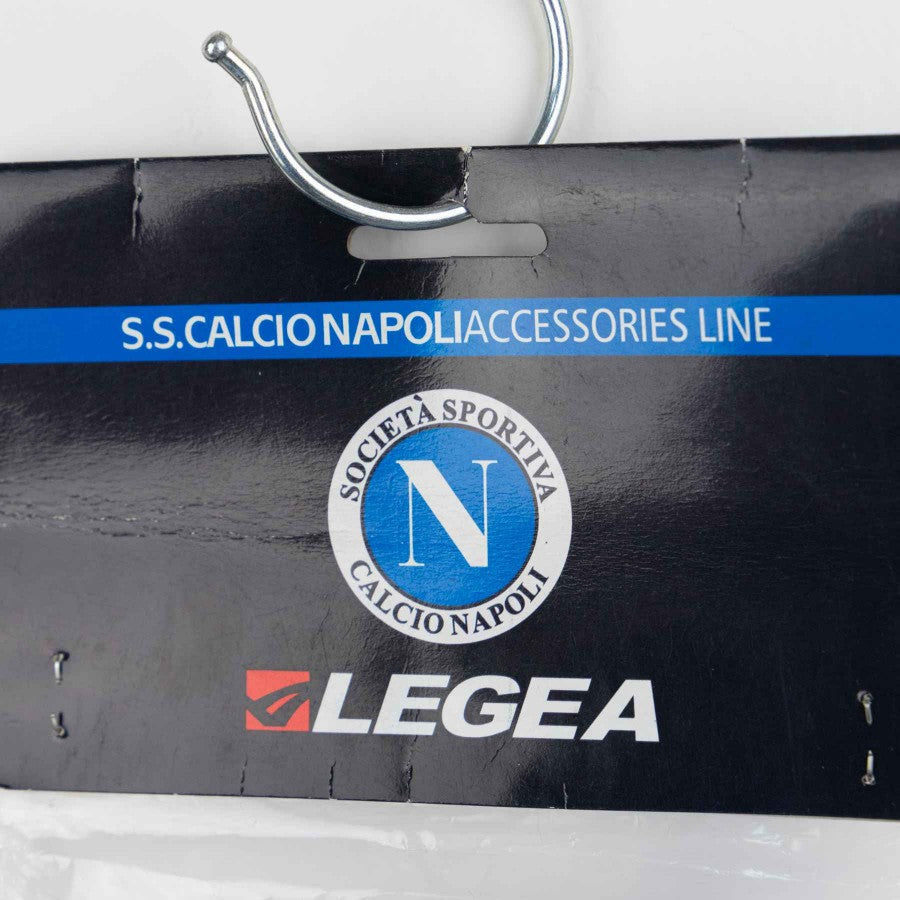 S.S.CALCIO NAPOLIACCESSORIES LINE
SOCIETÀ SPORTIVA
N
CALCIO NAPOLI
LEGEA